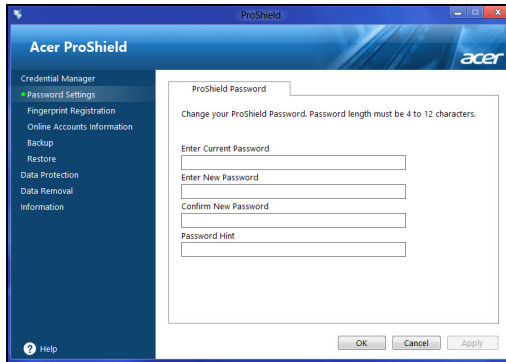 ProShield
Acer ProShield
acer
Credential Manager
Password Settings
Fingerprint Registration
Online Accounts Information
Backup
Restore
Data Protection
Data Removal
Information
Help
ProShield Password
Change your ProShield Password. Password length must be 4 to 12 characters.
Enter Current Password
Enter New Password
Confirm New Password
Password Hint
OK
Cancel
Apply